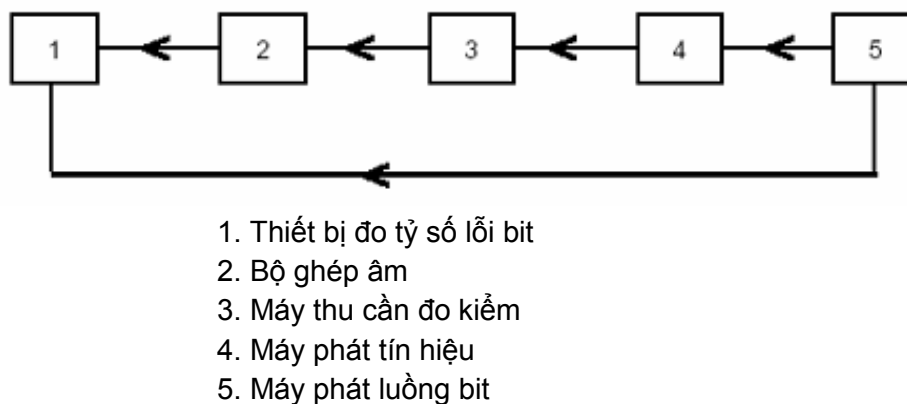 1 2 3 4 5
1. Thiết bị đo tỷ số lỗi bit
2. Bộ ghép âm
3. Máy thu cần đo kiểm
4. Máy phát tín hiệu
5. Máy phát luồng bit